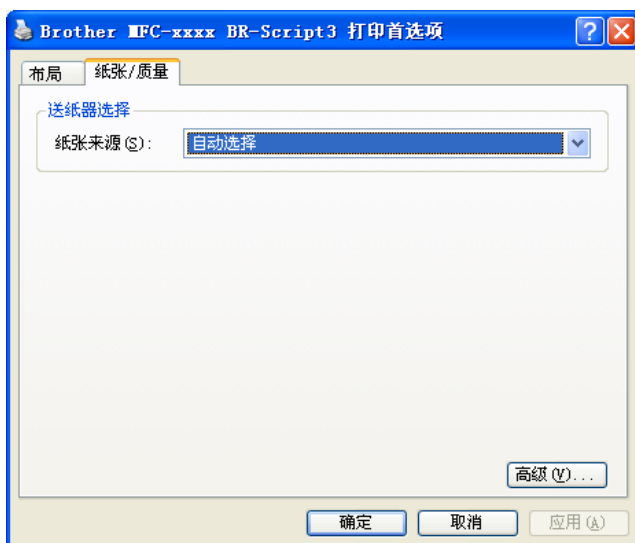 Brother MFC-xxxx BR-Script3 打印首选项
布局 纸张/质量
送纸器选择
纸张来源(S): 自动选择
高级(V)...
确定 取消 应用(A)